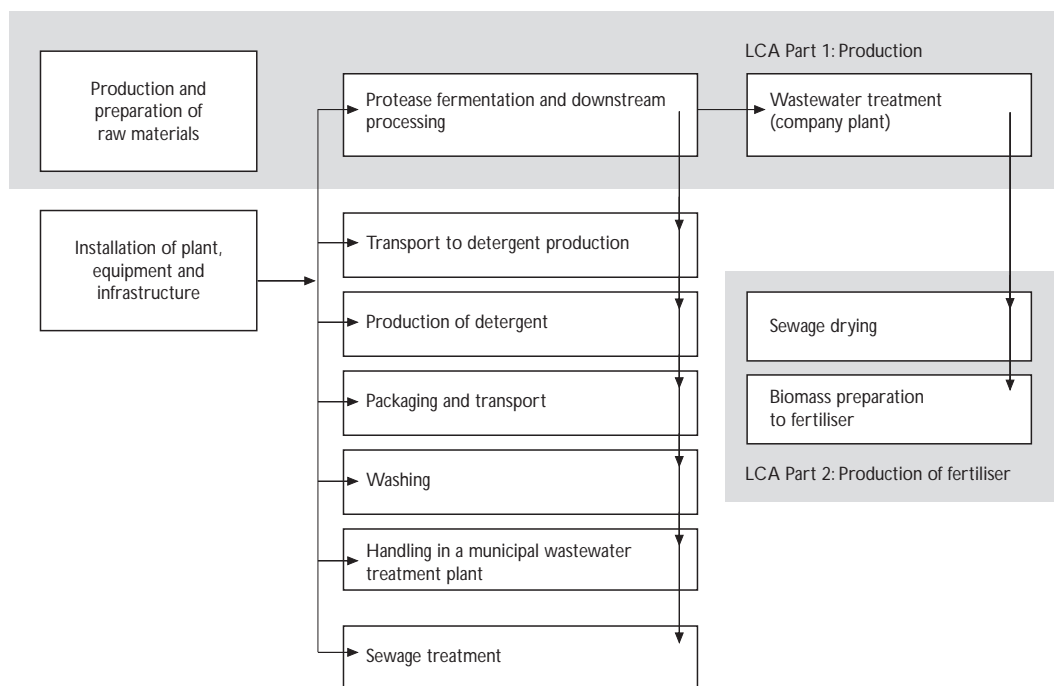 LCA Part 1: Production
Production and
preparation of
raw materials
Protease fermentation and downstream
processing
Wastewater treatment
(company plant)
Installation of plant,
equipment and
infrastructure
Transport to detergent production
Production of detergent
Packaging and transport
Washing
Handling in a municipal wastewater
treatment plant
Sewage treatment
Sewage drying
Biomass preparation
to fertiliser
LCA Part 2: Production of fertiliser